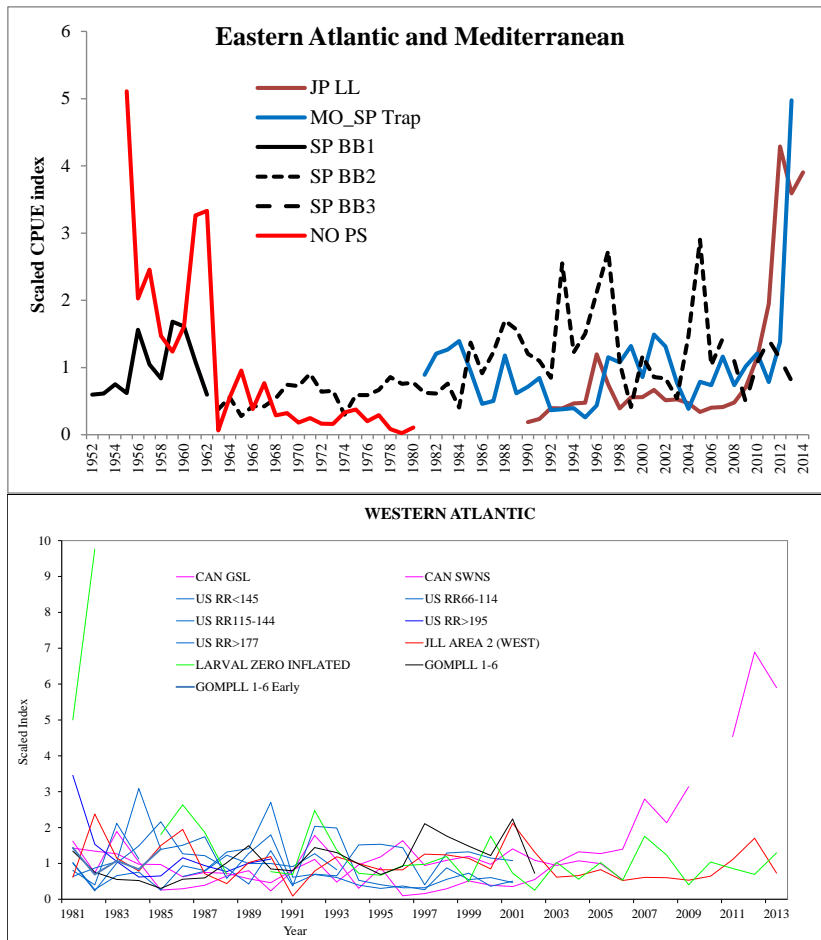 Eastern Atlantic and Mediterranean
6
5
4
3
2
1
0
Scaled CPUE index
JP LL
MO_SP Trap
SP BB1
SP BB2
SP BB3
NO PS
1952 1954 1956 1958 1960 1962 1964 1966 1968 1970 1972 1974 1976 1978 1980 1982 1984 1986 1988 1990 1992 1994 1996 1998 2000 2002 2004 2006 2008 2010 2012 2014
WESTERN ATLANTIC
10
9
8
7
6
5
4
3
2
1
0
Scaled Index
CAN GSL CAN SWNS
US RR<145 US RR66-114
US RR115-144 US RR>195
US RR>177 JLL AREA 2 (WEST)
LARVAL ZERO INFLATED GOMPLL 1-6
GOMPLL 1-6 Early
1981 1983 1985 1987 1989 1991 1993 1995 1997 1999 2001 2003 2005 2007 2009 2011 2013
Year